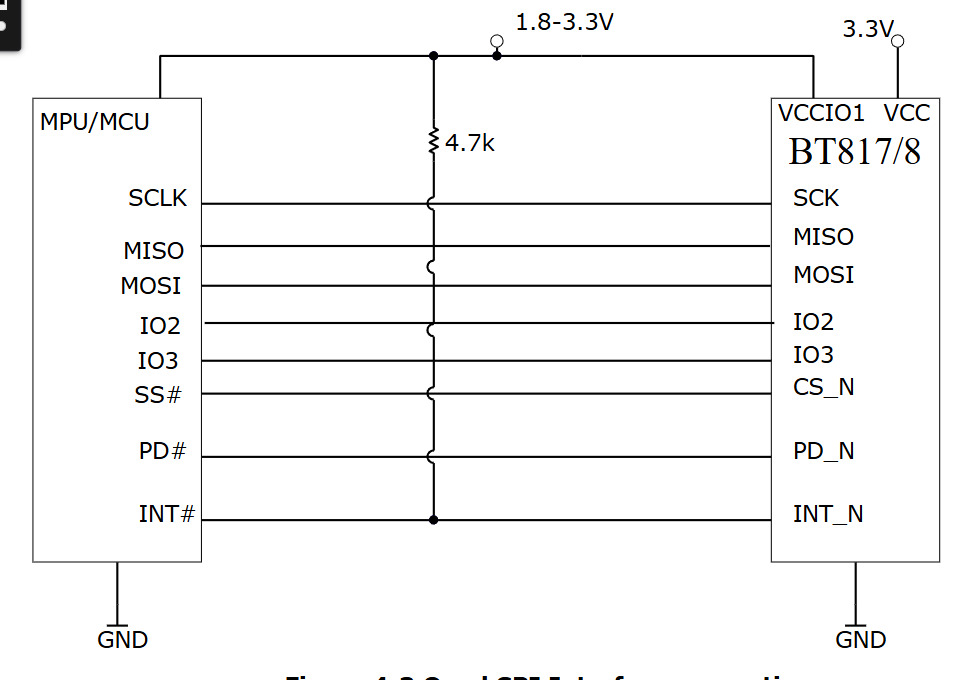 1.8-3.3V
3.3V
MPU/MCU
VCCIO1 VCC
BT817/8
4.7k
SCLK
SCK
MISO
MISO
MOSI
MOSI
IO2
IO2
IO3
IO3
SS#
CS_N
PD#
PD_N
INT#
INT_N
GND
GND